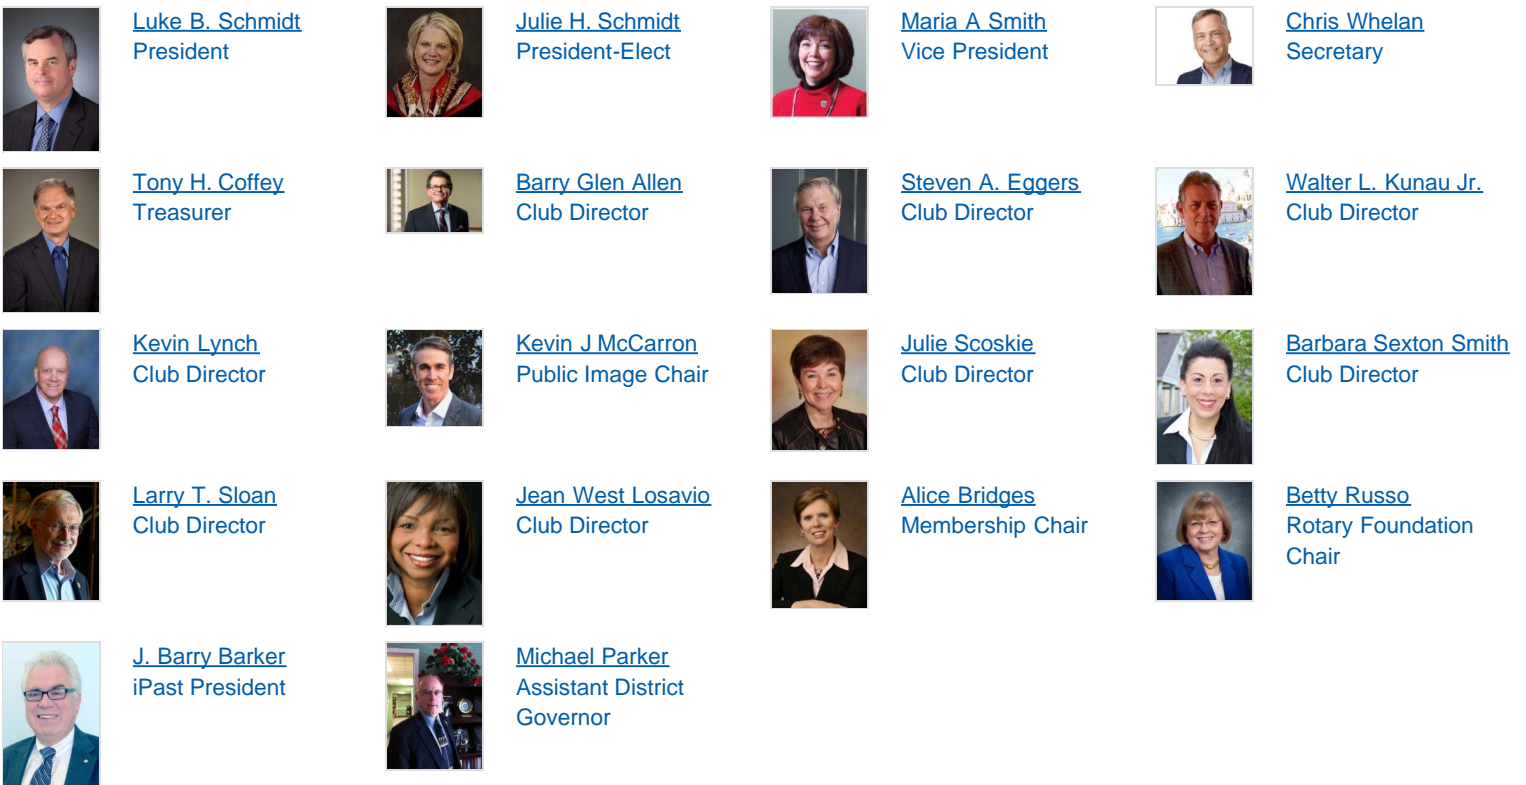 Luke B. Schmidt
President
Julie H. Schmidt
President-Elect
Maria A Smith
Vice President
Chris Whelan
Secretary
Tony H. Coffey
Treasurer
Barry Glen Allen
Club Director
Steven A. Eggers
Club Director
Walter L. Kunau Jr.
Club Director
Kevin Lynch
Club Director
Kevin J McCarron
Public Image Chair
Julie Scoskie
Club Director
Barbara Sexton Smith
Club Director
Larry T. Sloan
Club Director
Jean West Losavio
Club Director
Alice Bridges
Membership Chair
Betty Russo
Rotary Foundation
Chair
J. Barry Barker
iPast President
Michael Parker
Assistant District
Governor